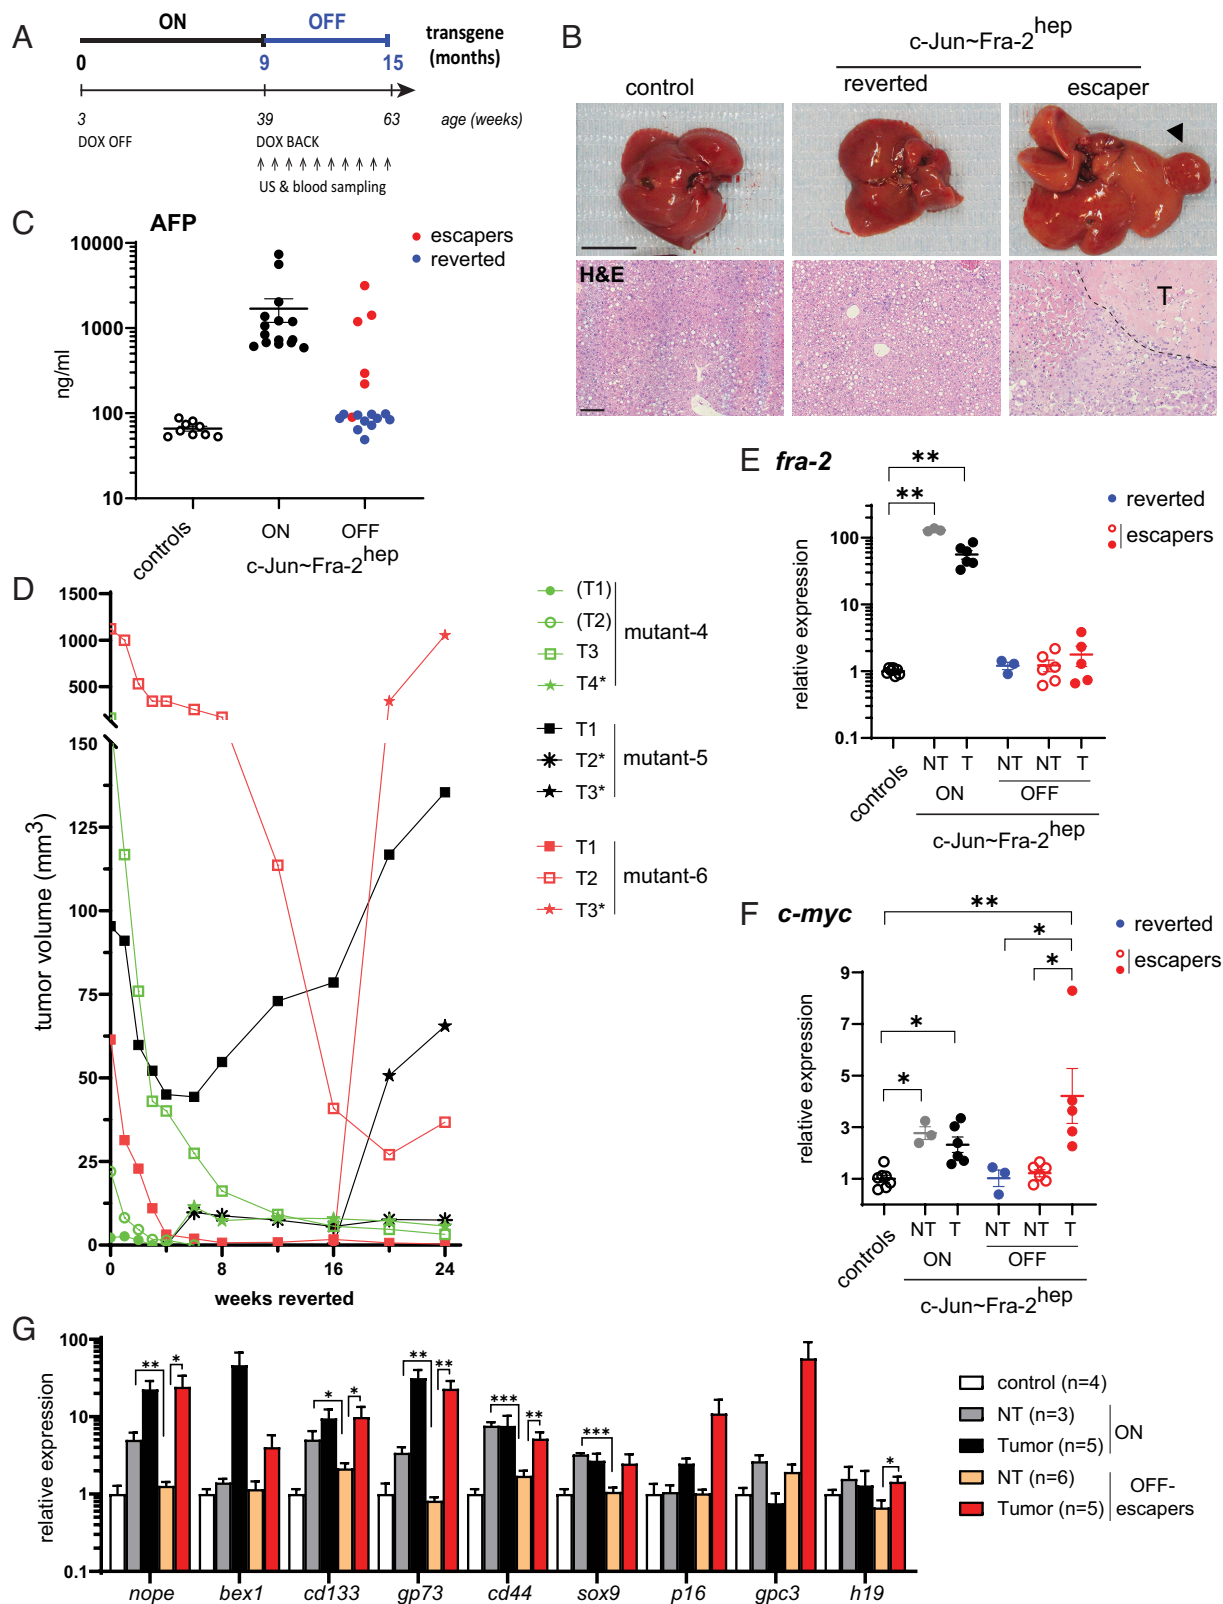 A
ON
OFF
transgene
(months)
0
9
15
3
39
63
age (weeks)
DOX OFF
DOX BACK
US & blood sampling
B
c-Jun~Fra-2hep
control
reverted
escaper
H&E
T
C
AFP
escapers
reverted
10000
1000
100
10
ng/ml
controls
ON
OFF
c-Jun~Fra-2hep
D
1500
1000
500
150
125
100
75
50
25
0
tumor volume (mm3)
0
8
16
24
weeks reverted
(T1)
(T2)
T3
T4*
mutant-4
T1
T2*
T3*
mutant-5
T1
T2
T3*
mutant-6
E
fra-2
**
**
reverted
escapers
100
10
1
0.1
relative expression
controls
NT
T
NT
NT
T
ON
OFF
c-Jun~Fra-2hep
F
c-myc
**
*
*
*
*
reverted
escapers
9
7
5
3
1
relative expression
controls
NT
T
NT
NT
T
ON
OFF
c-Jun~Fra-2hep
G
100
10
1
0.1
relative expression
**
*
*
*
**
**
***
**
***
*
nope
bex1
cd133
gp73
cd44
sox9
p16
gpc3
h19
control (n=4)
NT (n=3)
Tumor (n=5)
ON
NT (n=6)
Tumor (n=5)
OFF-
escapers